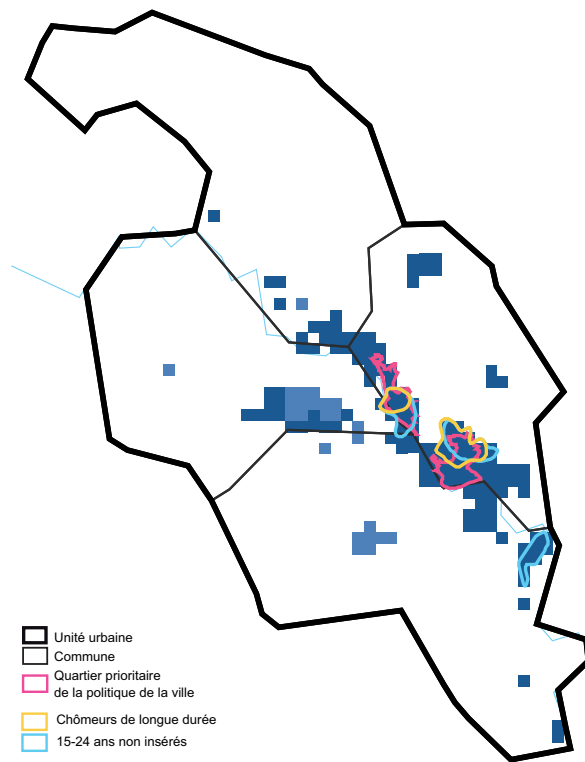 Unité urbaine
Commune
Quartier prioritaire
de la politique de la ville
Chômeurs de longue durée
15-24 ans non insérés